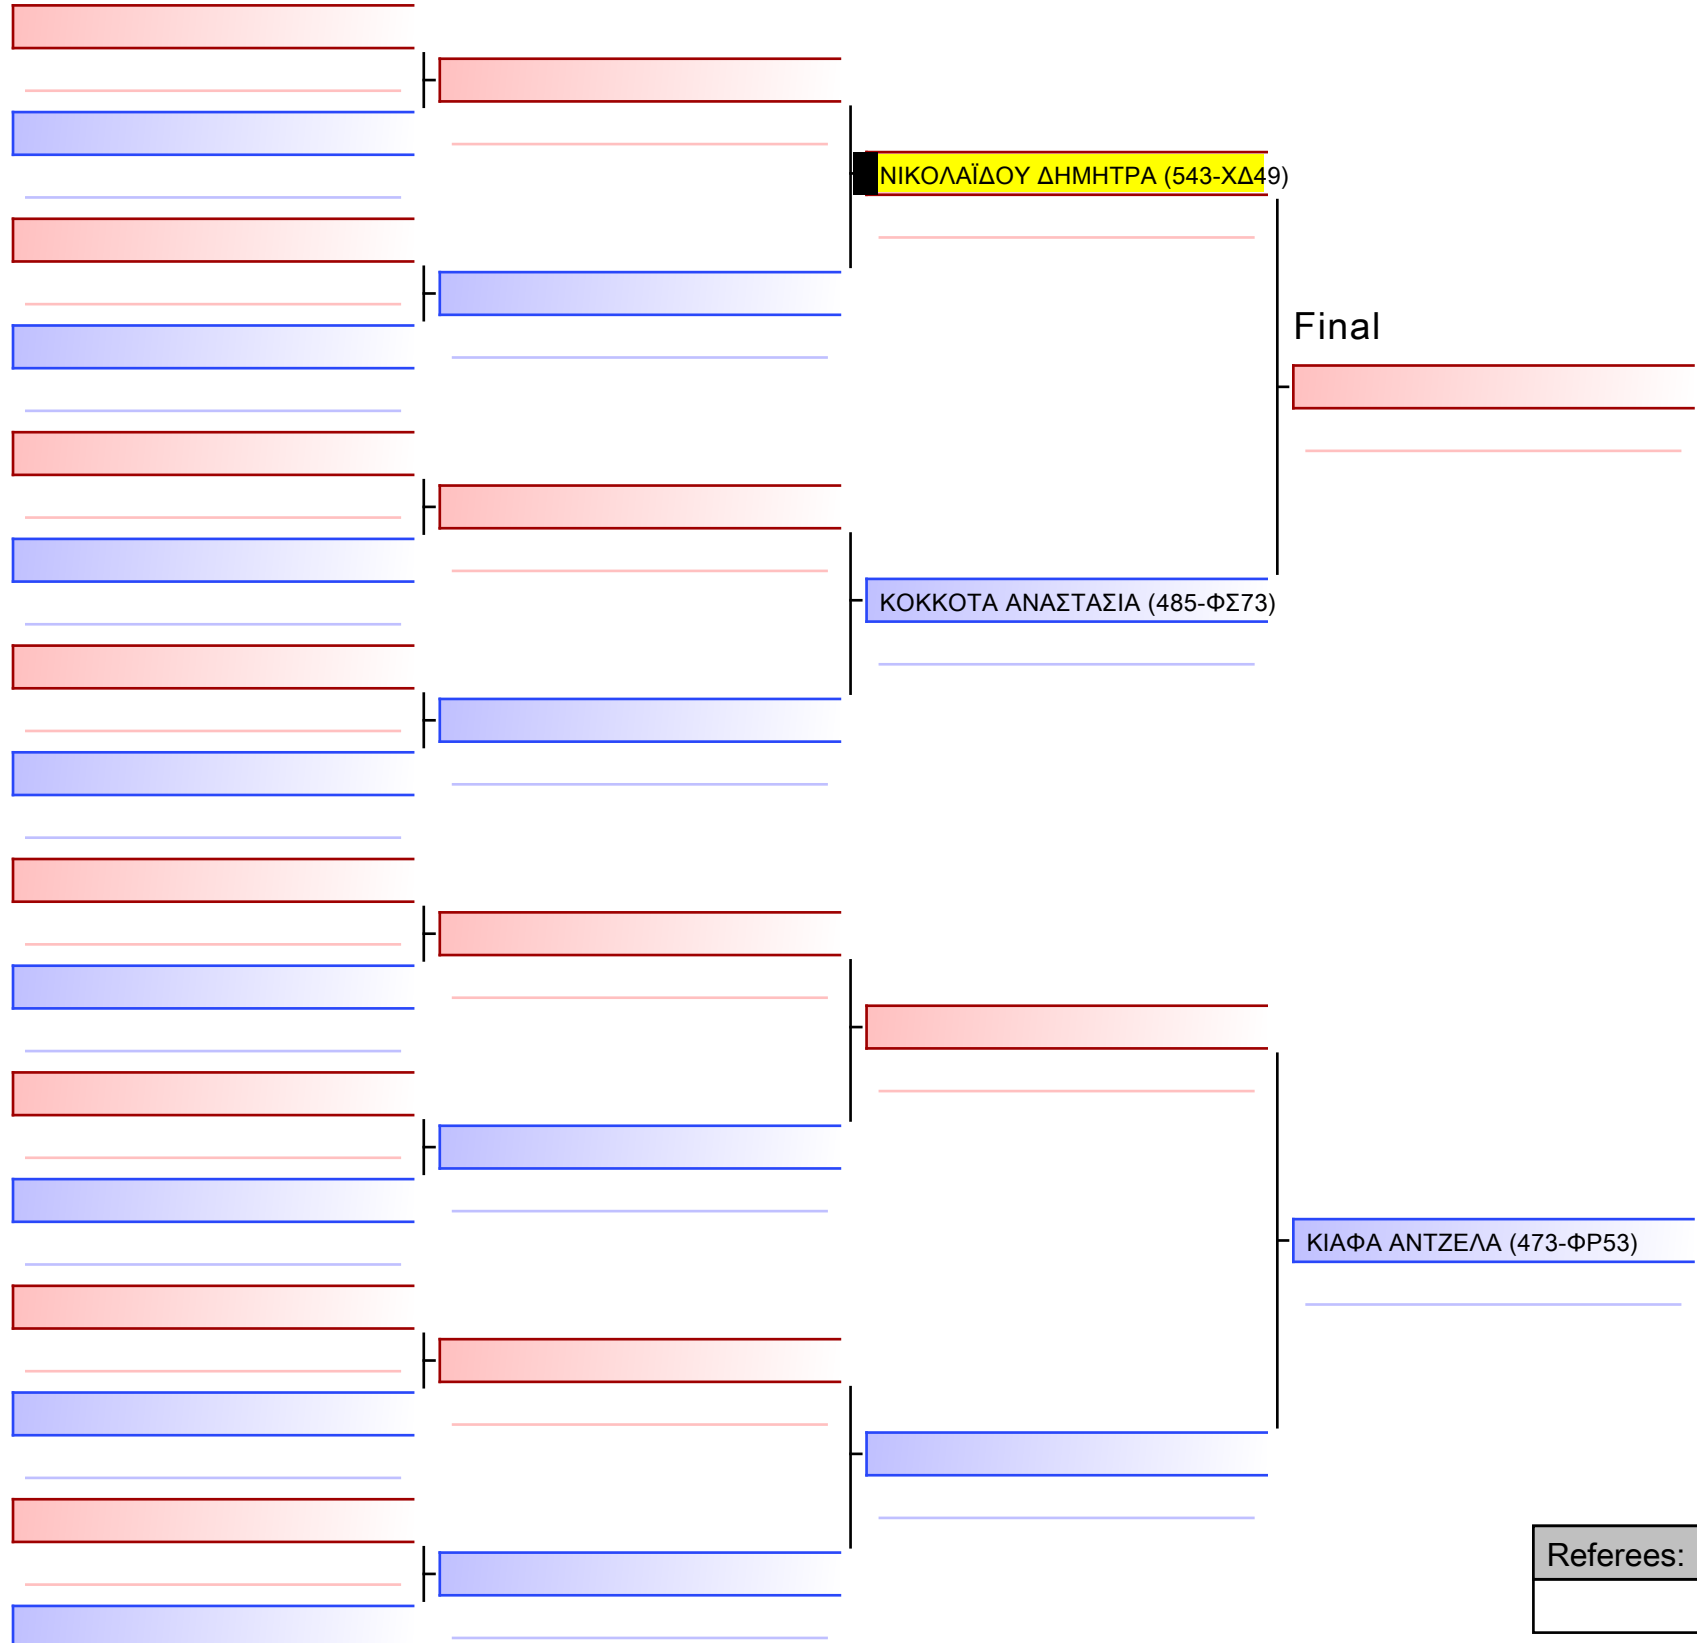 ΝΙΚΟΛΑΪΔΟΥ ΔΗΜΗΤΡΑ (543-ΧΔ49)
Final
ΚΟΚΚΟΤΑ ΑΝΑΣΤΑΣΙΑ (485-ΦΣ73)
ΚΙΑΦΑ ΑΝΤΖΕΛΑ (473-ΦΡ53)
Referees: